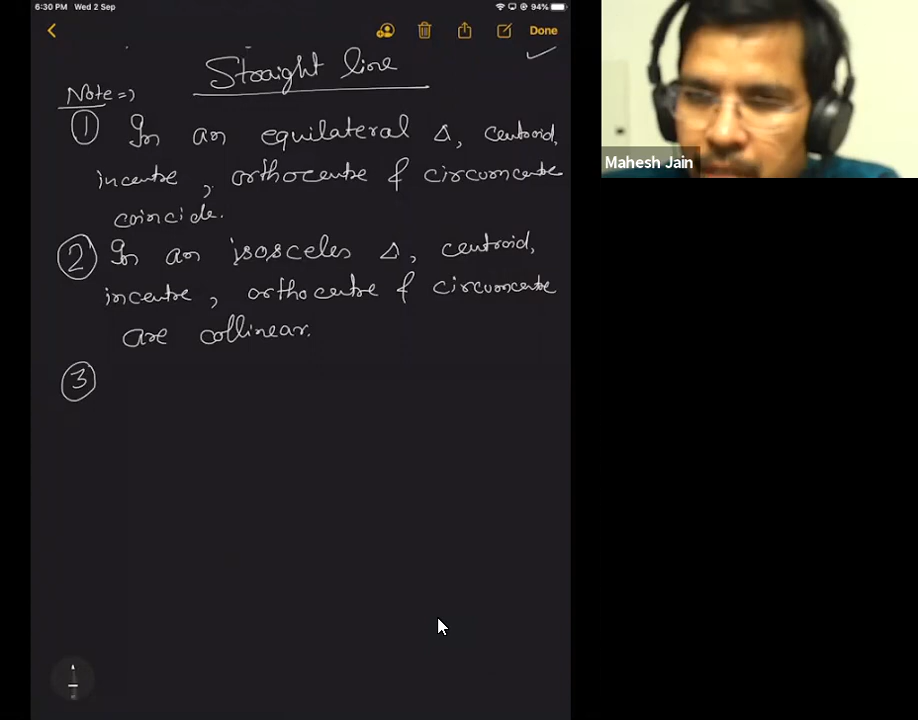 6:30 PM Wed 2 Sep
94%
Done
Straight line
Note⇒
① In an equilateral Δ, centroid,
incentre, orthocentre & circumcentre
coincide.
② In an isosceles Δ, centroid,
incentre, orthocentre & circumcentre
are collinear.
③
Mahesh Jain